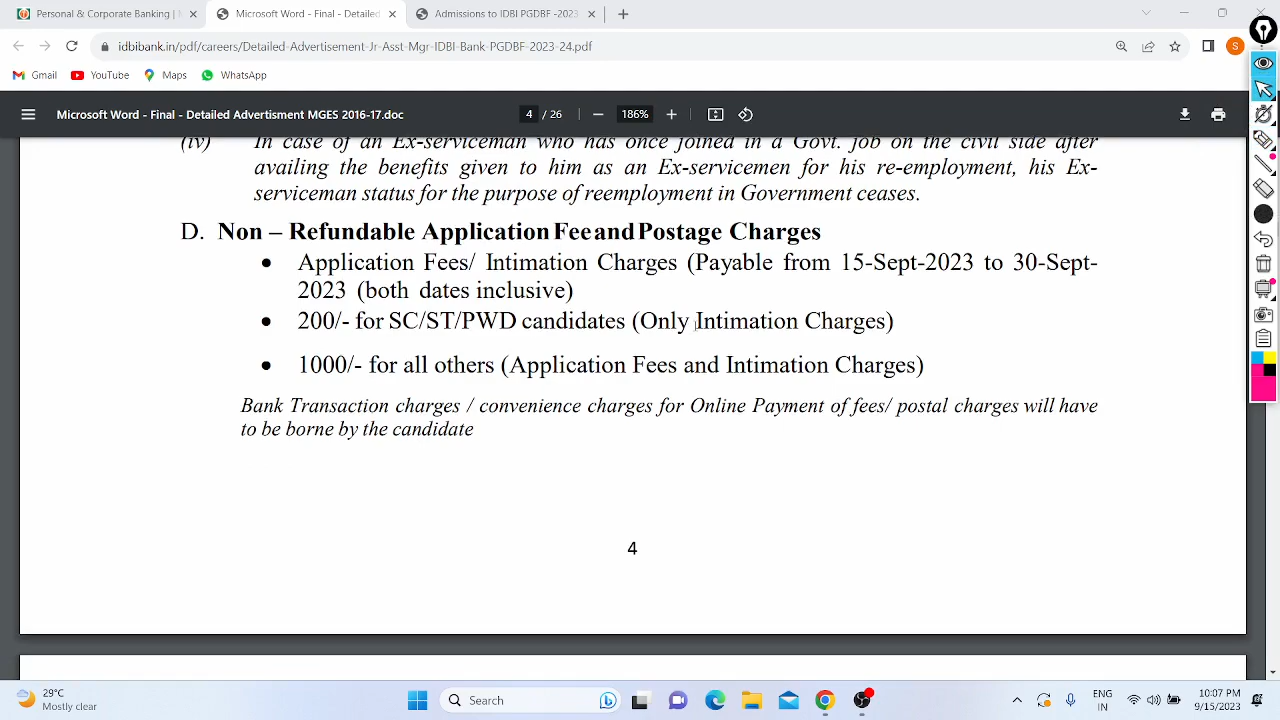 Personal & Corporate Banking |
Microsoft Word - Final - Detailed
Admissions to IDBI PGDBF -2023
idbibank.in/pdf/careers/Detailed-Advertisement-Jr-Asst-Mgr-IDBI-Bank-PGDBF-2023-24.pdf
S
Gmail
YouTube
Maps
WhatsApp
Microsoft Word - Final - Detailed Advertisment MGES 2016-17.doc
4 /
186%
(iv) In case of an Ex-serviceman who has once joined in a Govt. job on the civil side after
availing the benefits given to him as an Ex-servicemen for his re-employment, his Ex-
serviceman status for the purpose of reemployment in Government ceases.
D. Non – Refundable Application Fee and Postage Charges
• Application Fees/ Intimation Charges (Payable from 15-Sept-2023 to 30-Sept-
2023 (both dates inclusive)
• 200/- for SC/ST/PWD candidates (Only Intimation Charges)
• 1000/- for all others (Application Fees and Intimation Charges)
Bank Transaction charges / convenience charges for Online Payment of fees/ postal charges will have
to be borne by the candidate
4
29°C
Mostly clear
Search
ENG
IN
10:07 PM
9/15/2023